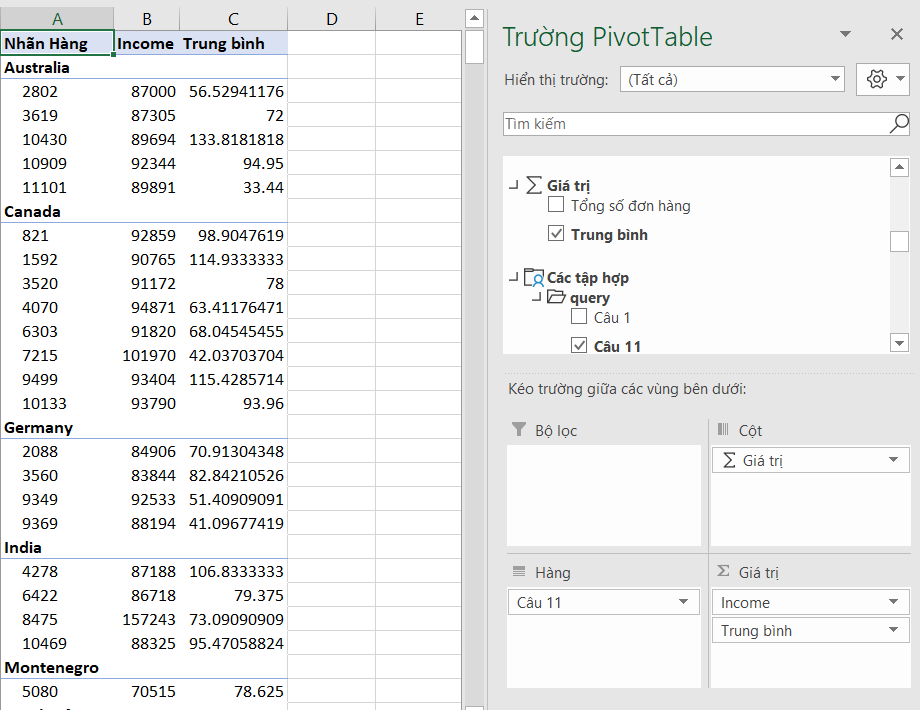 A B C D E
Nhãn Hàng Income Trung bình
Australia
2802 87000 56.52941176
3619 87305 72
10430 89694 133.8181818
10909 92344 94.95
11101 89891 33.44
Canada
821 92859 98.9047619
1592 90765 114.9333333
3520 91172 78
4070 94871 63.41176471
6303 91820 68.04545455
7215 101970 42.03703704
9499 93404 115.4285714
10133 93790 93.96
Germany
2088 84906 70.91304348
3560 83844 82.84210526
9349 92533 51.40909091
9369 88194 41.09677419
India
4278 87188 106.8333333
6422 86718 79.375
8475 157243 73.09090909
10469 88325 95.47058824
Montenegro
5080 70515 78.625
Trường PivotTable
Hiển thị trường: (Tất cả)
Tìm kiếm
Σ Giá trị
Tổng số đơn hàng
Trung bình
Các tập hợp
query
Câu 1
Câu 11
Kéo trường giữa các vùng bên dưới:
Bộ lọc
Cột
Σ Giá trị
Hàng
Câu 11
Σ Giá trị
Income
Trung bình